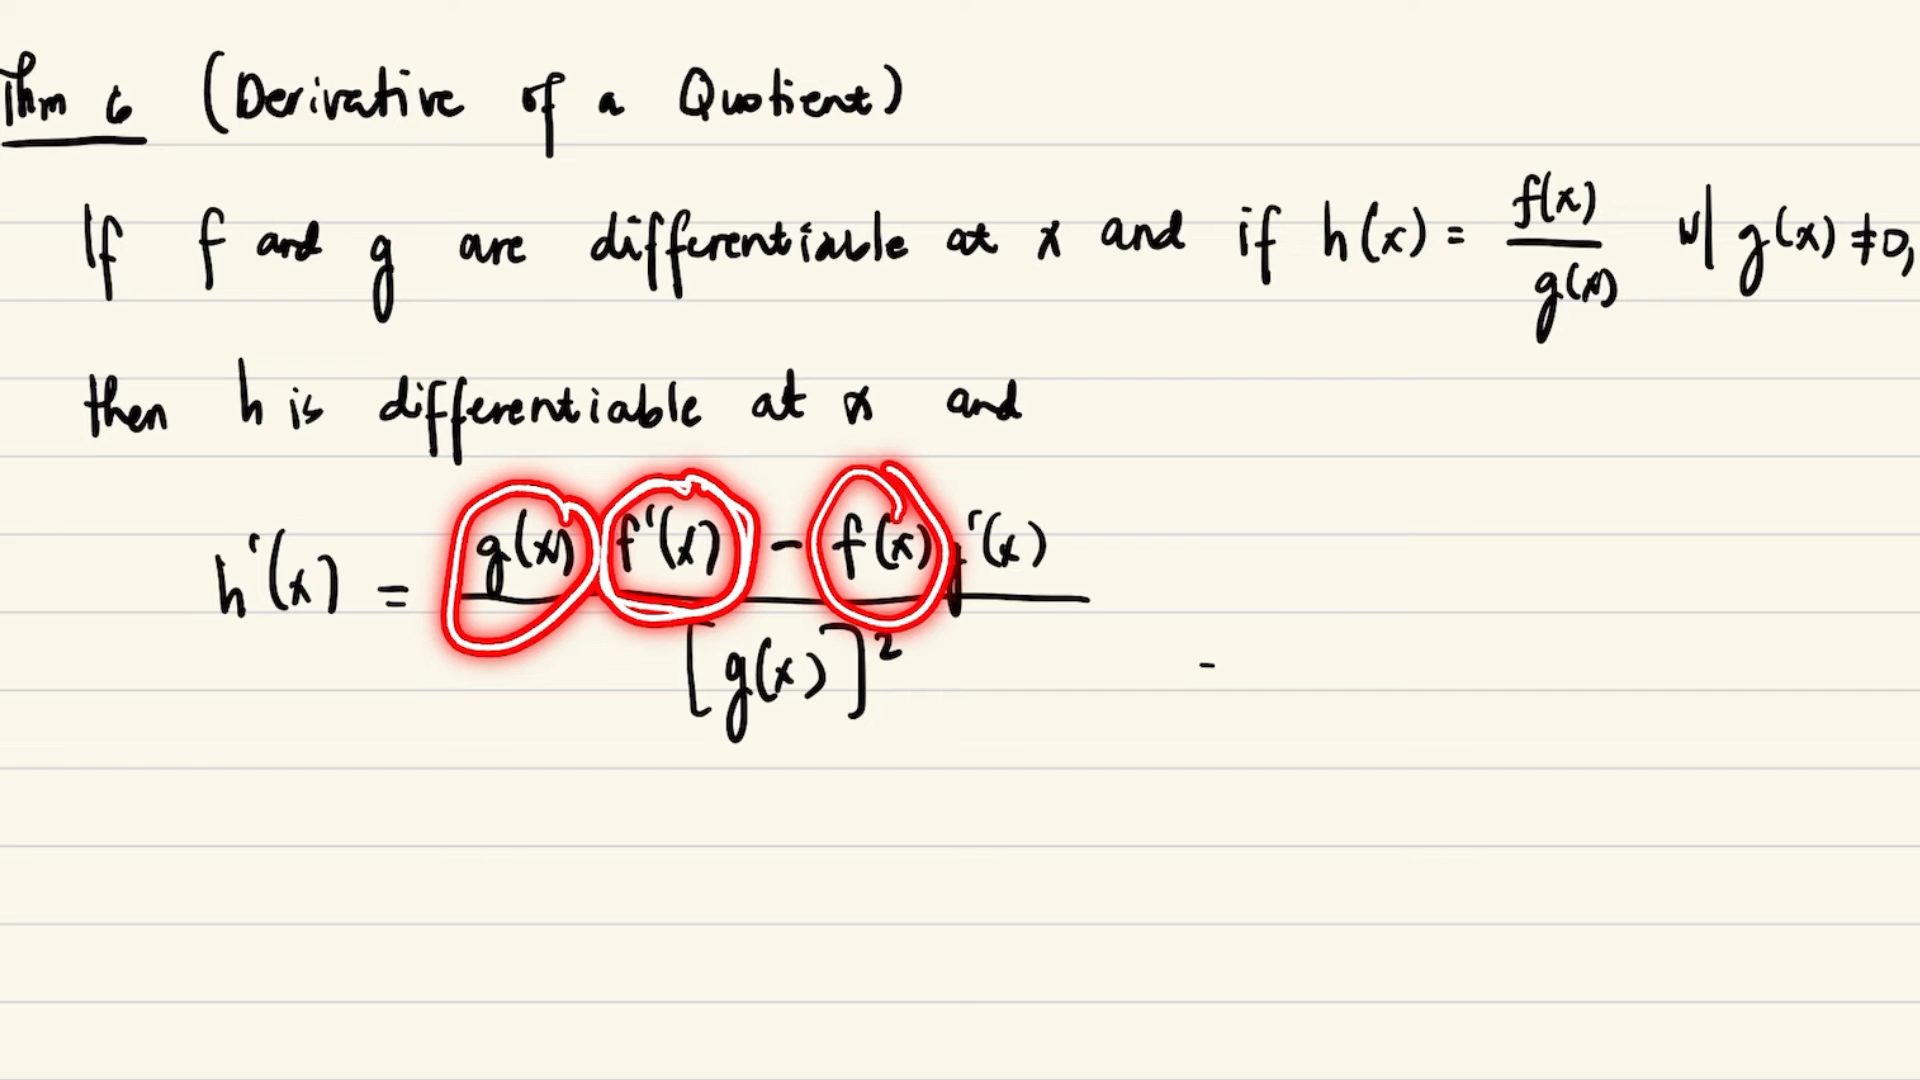 Thm 6 (Derivative of a Quotient)
If f and g are differentiable at x and if h(x) = f(x)/g(x) w/ g(x) ≠ 0,
then h is differentiable at x and
h'(x) = g(x) f'(x) - f(x) g'(x) / [g(x)]²
-